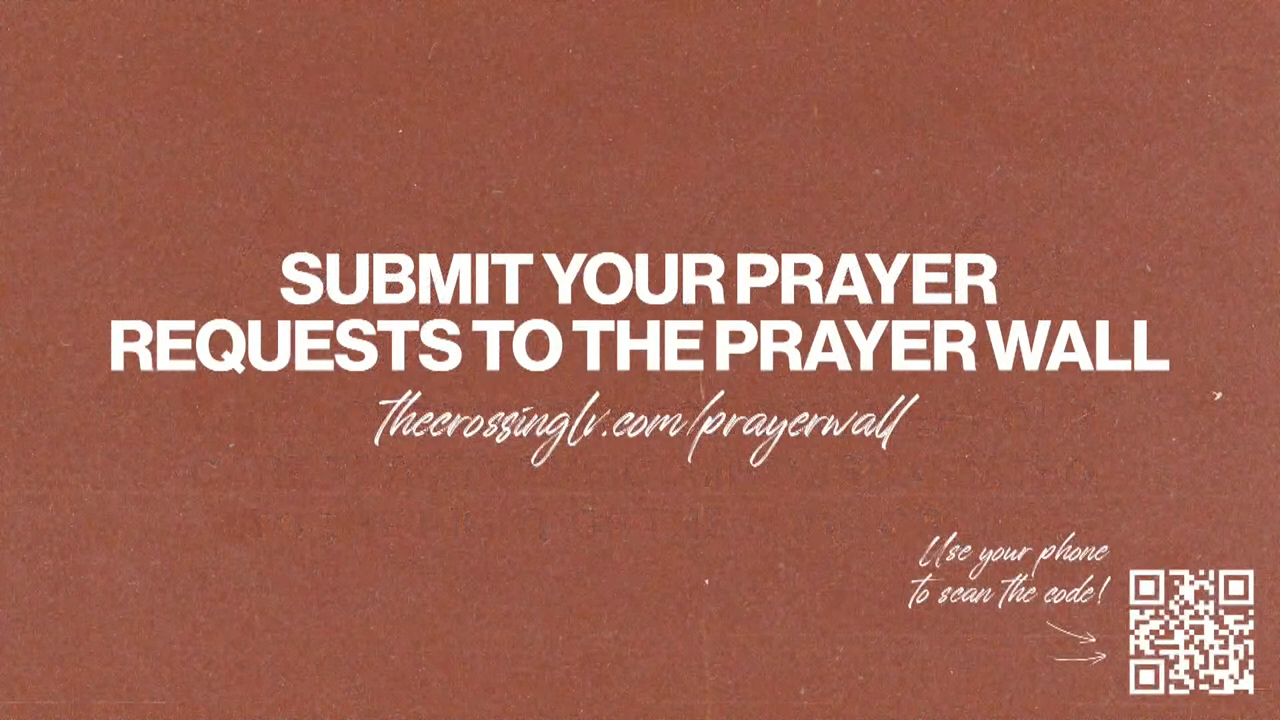 SUBMIT YOUR PRAYER
REQUESTS TO THE PRAYER WALL
Thecrossinglv.com/prayerwall
Use your phone
to scan the code!